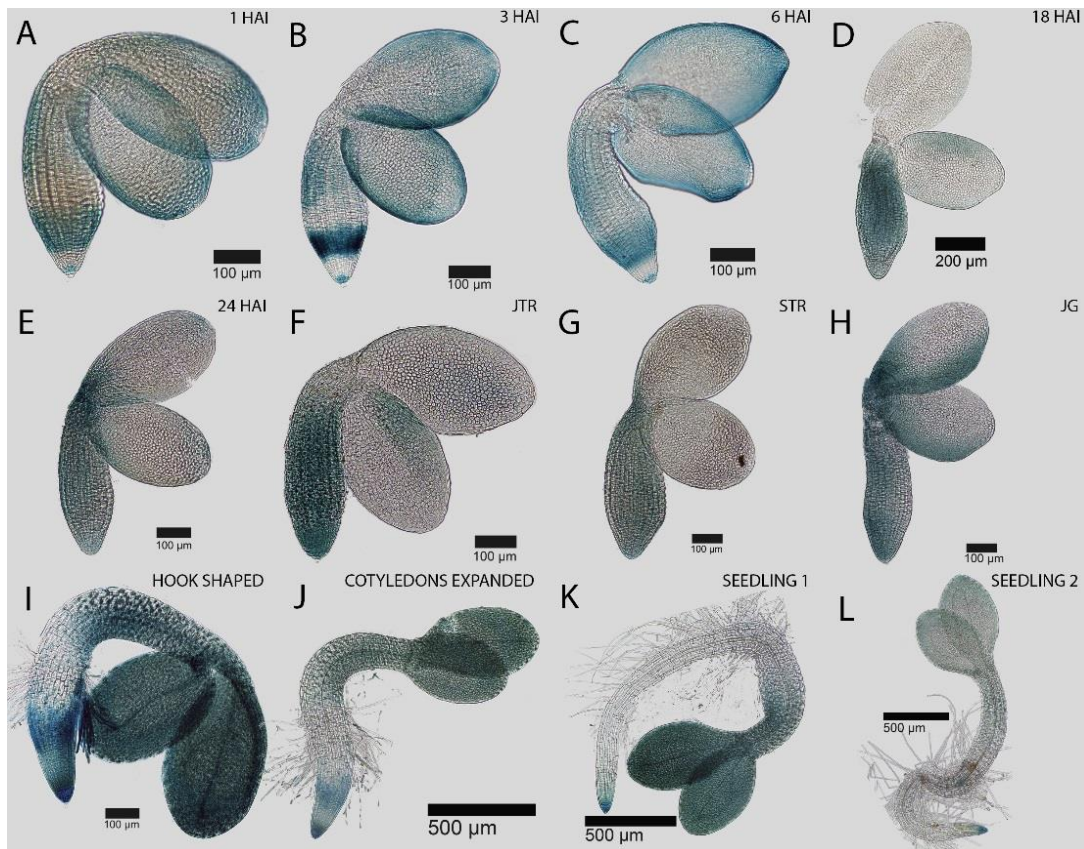 A
1 HAI
100 µm
B
3 HAI
100 µm
C
6 HAI
100 µm
D
18 HAI
200 µm
E
24 HAI
100 µm
F
JTR
100 µm
G
STR
100 µm
H
JG
100 µm
I
HOOK SHAPED
100 µm
J
COTYLEDONS EXPANDED
500 µm
K
SEEDLING 1
500 µm
L
SEEDLING 2
500 µm